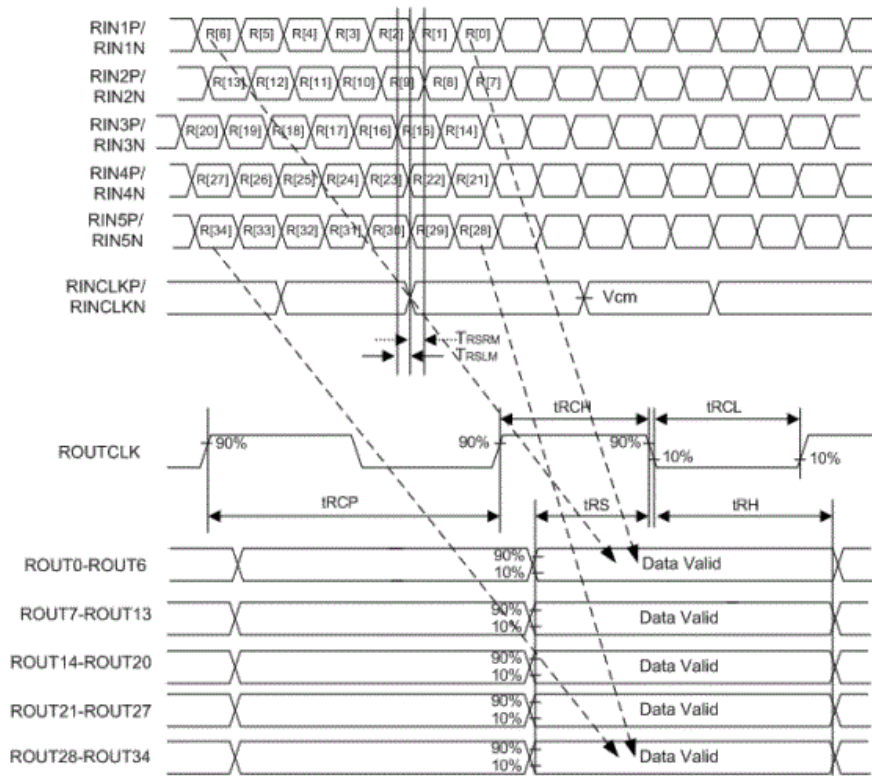 RIN1P/
RIN1N
R[6] R[5] R[4] R[3] R[2] R[1] R[0]
RIN2P/
RIN2N
R[13] R[12] R[11] R[10] R[9] R[8] R[7]
RIN3P/
RIN3N
R[20] R[19] R[18] R[17] R[16] R[15] R[14]
RIN4P/
RIN4N
R[27] R[26] R[25] R[24] R[23] R[22] R[21]
RIN5P/
RIN5N
R[34] R[33] R[32] R[31] R[30] R[29] R[28]
RINCLKP/
RINCLKN
Vcm
TRSRM
TRSLM
tRCH tRCL
ROUTCLK
90% 90% 90% 10% 10%
tRCP tRS tRH
ROUT0-ROUT6
90%
10%
Data Valid
ROUT7-ROUT13
90%
10%
Data Valid
ROUT14-ROUT20
90%
10%
Data Valid
ROUT21-ROUT27
90%
10%
Data Valid
ROUT28-ROUT34
90%
10%
Data Valid